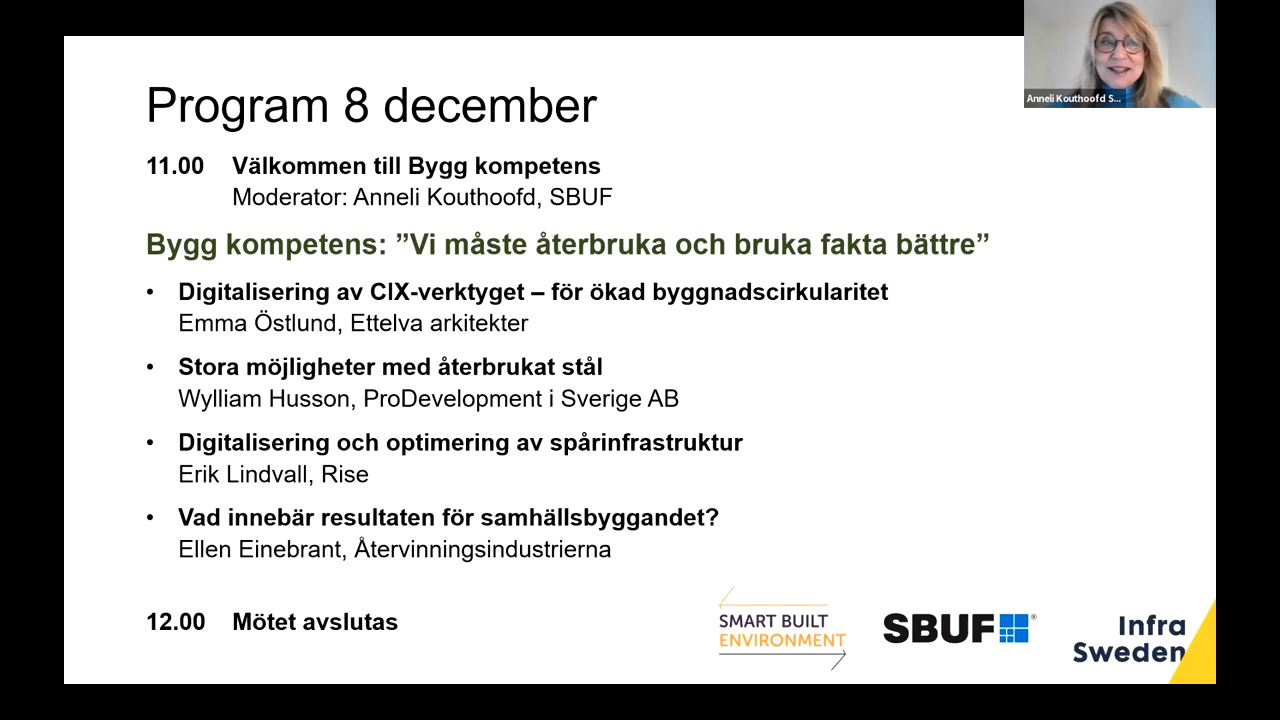 Program 8 december
11.00 Välkommen till Bygg kompetens
Moderator: Anneli Kouthoofd, SBUF
Bygg kompetens: ”Vi måste återbruka och bruka fakta bättre”
• Digitalisering av CIX-verktyget – för ökad byggnadscirkularitet
Emma Östlund, Ettelva arkitekter
• Stora möjligheter med återbrukat stål
Wylliam Husson, ProDevelopment i Sverige AB
• Digitalisering och optimering av spårinfrastruktur
Erik Lindvall, Rise
• Vad innebär resultaten för samhällsbyggandet?
Ellen Einebrant, Återvinningsindustrierna
12.00 Mötet avslutas
SMART BUILT
ENVIRONMENT
SBUF®
Infra
Sweden
Anneli Kouthoofd S...